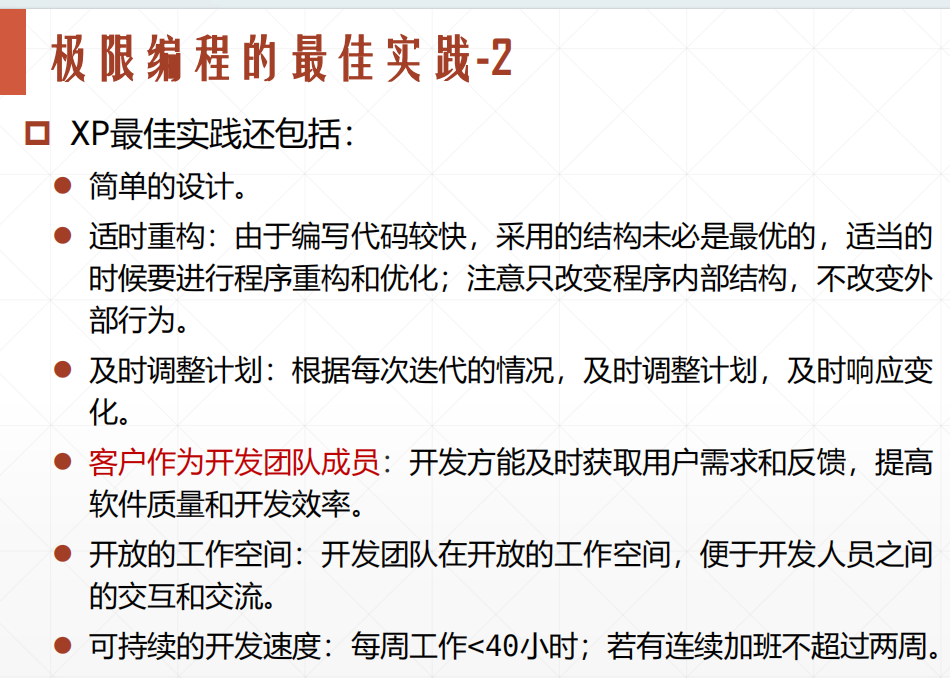 极限编程的最佳实践-2
XP最佳实践还包括：
简单的设计。
适时重构：由于编写代码较快，采用的结构未必是最优的，适当的
时候要进行程序重构和优化；注意只改变程序内部结构，不改变外
部行为。
及时调整计划：根据每次迭代的情况，及时调整计划，及时响应变
化。
客户作为开发团队成员：开发方能及时获取用户需求和反馈，提高
软件质量和开发效率。
开放的工作空间：开发团队在开放的工作空间，便于开发人员之间
的交互和交流。
可持续的开发速度：每周工作<40小时；若有连续加班不超过两周。